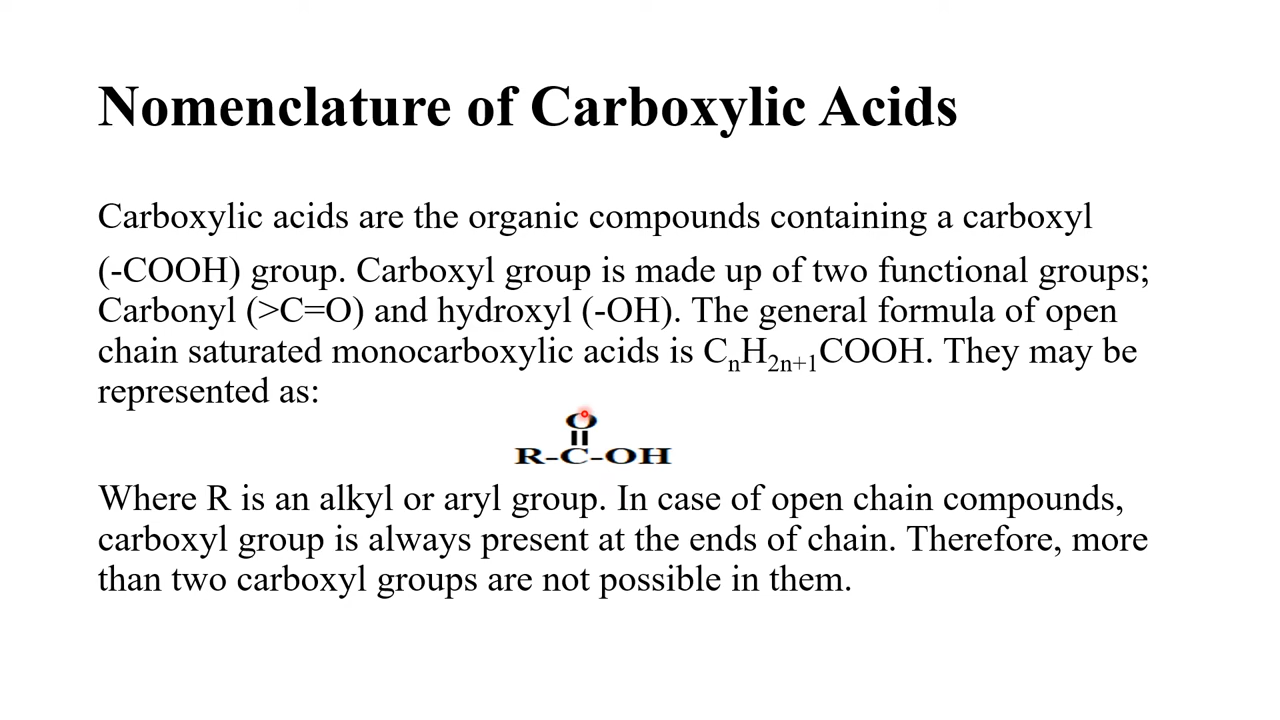 Nomenclature of Carboxylic Acids
Carboxylic acids are the organic compounds containing a carboxyl
(-COOH) group. Carboxyl group is made up of two functional groups;
Carbonyl (>C=O) and hydroxyl (-OH). The general formula of open
chain saturated monocarboxylic acids is CₙH₂ₙ₊₁COOH. They may be
represented as:
O
||
R-C-OH
Where R is an alkyl or aryl group. In case of open chain compounds,
carboxyl group is always present at the ends of chain. Therefore, more
than two carboxyl groups are not possible in them.